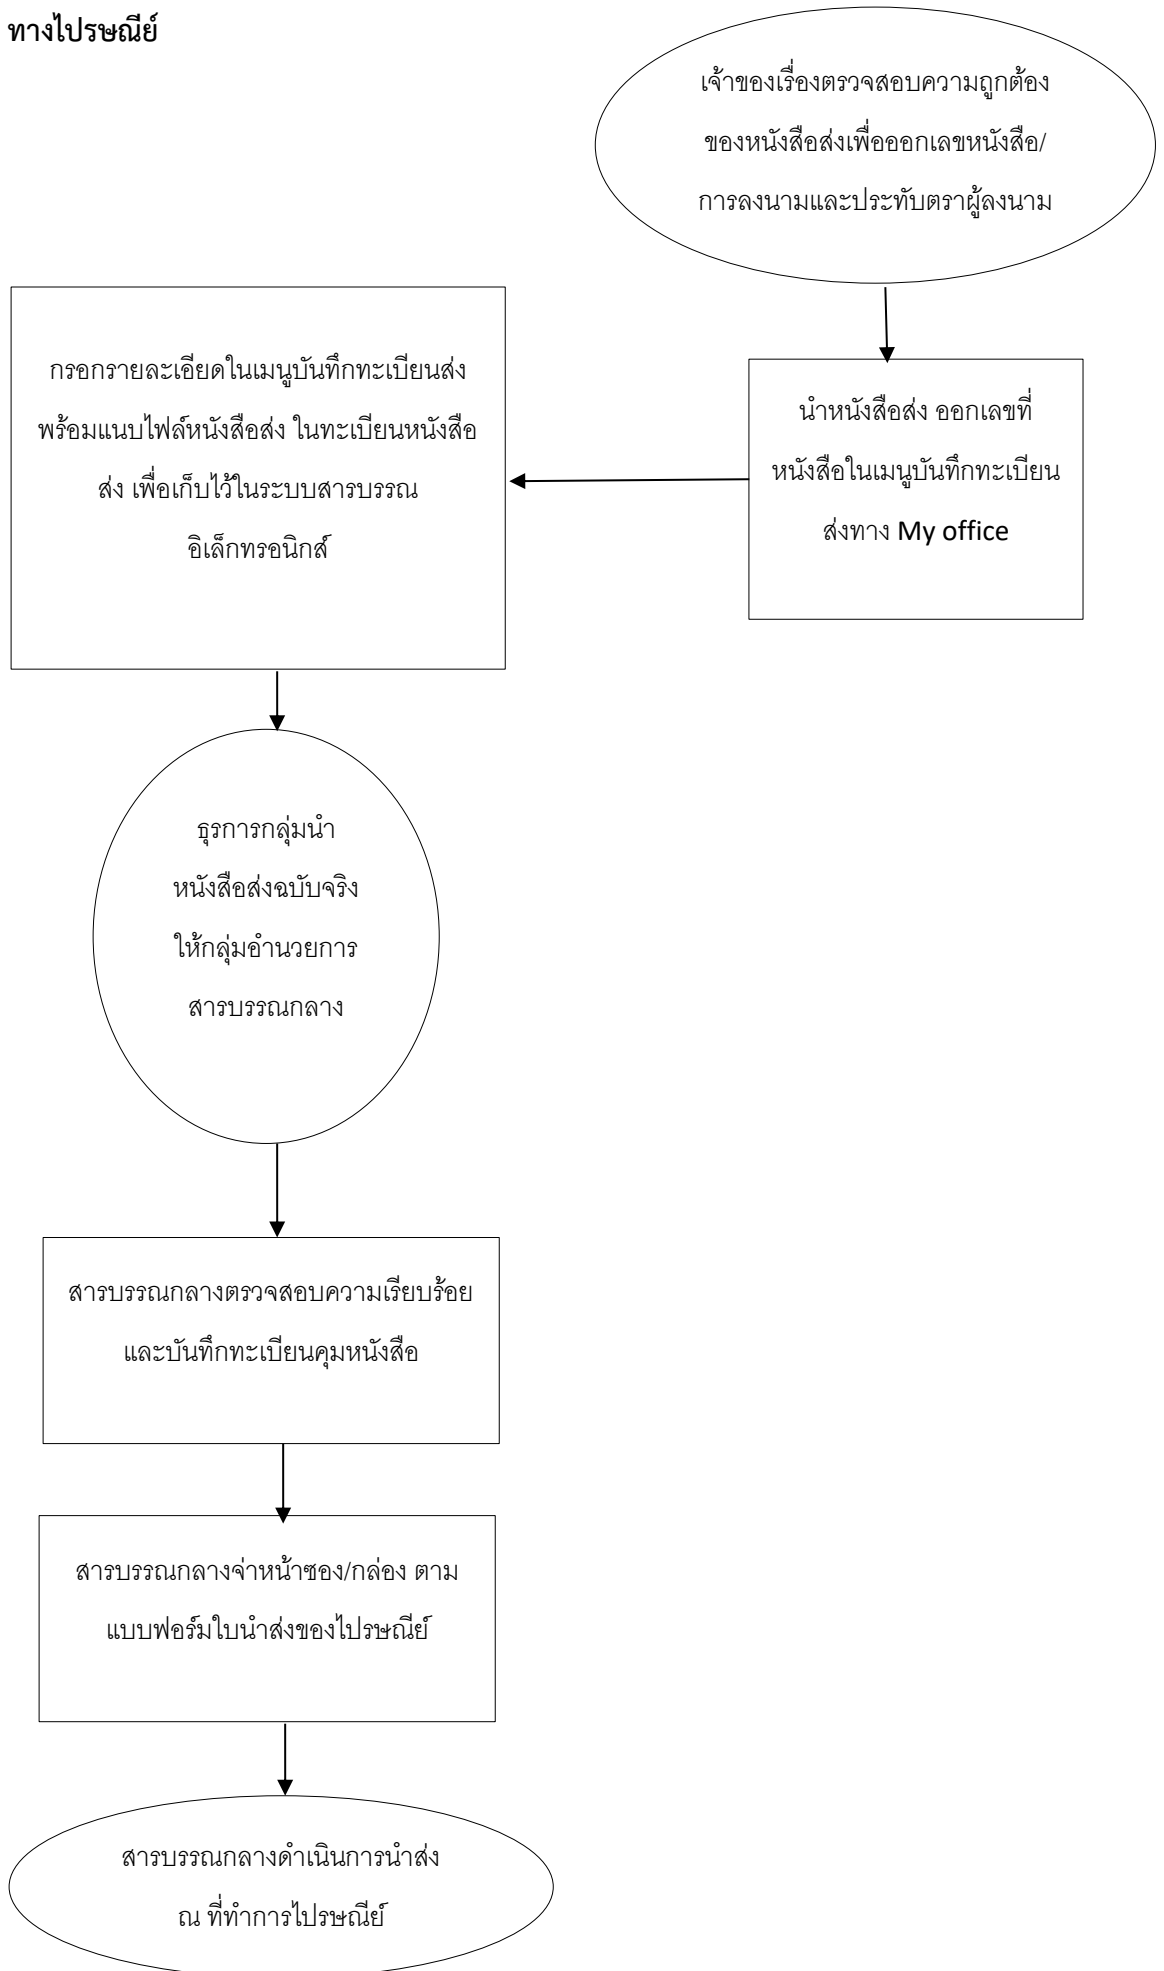 ทางไปรษณีย์
เจ้าของเรื่องตรวจสอบความถูกต้อง
ของหนังสือส่งเพื่อออกเลขหนังสือ/
การลงนามและประทับตราผู้ลงนาม
นำหนังสือส่ง ออกเลขที่
หนังสือในเมนูบันทึกทะเบียน
ส่งทาง My office
กรอกรายละเอียดในเมนูบันทึกทะเบียนส่ง
พร้อมแนบไฟล์หนังสือส่ง ในทะเบียนหนังสือ
ส่ง เพื่อเก็บไว้ในระบบสารบรรณ
อิเล็กทรอนิกส์
ธุรการกลุ่มนำ
หนังสือส่งฉบับจริง
ให้กลุ่มอำนวยการ
สารบรรณกลาง
สารบรรณกลางตรวจสอบความเรียบร้อย
และบันทึกทะเบียนคุมหนังสือ
สารบรรณกลางจ่าหน้าซอง/กล่อง ตาม
แบบฟอร์มใบนำส่งของไปรษณีย์
สารบรรณกลางดำเนินการนำส่ง
ณ ที่ทำการไปรษณีย์